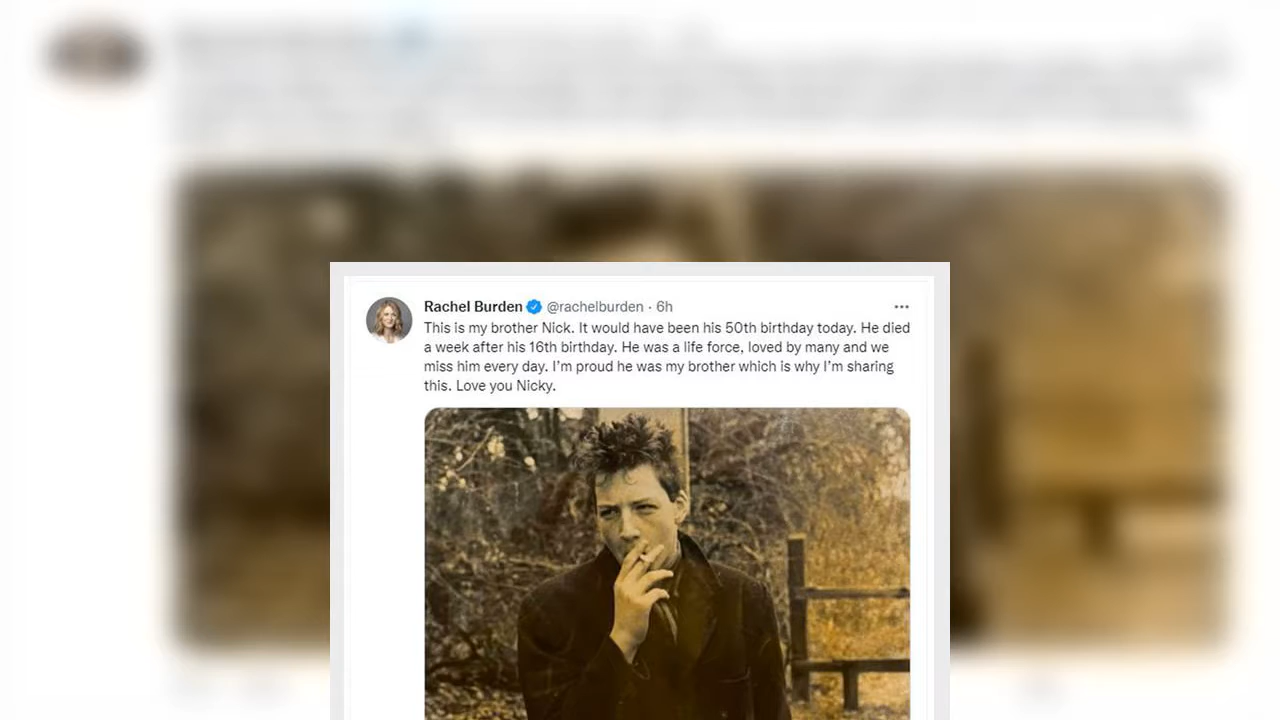 Rachel Burden @rachelburden · 6h
This is my brother Nick. It would have been his 50th birthday today. He died
a week after his 16th birthday. He was a life force, loved by many and we
miss him every day. I’m proud he was my brother which is why I’m sharing
this. Love you Nicky.